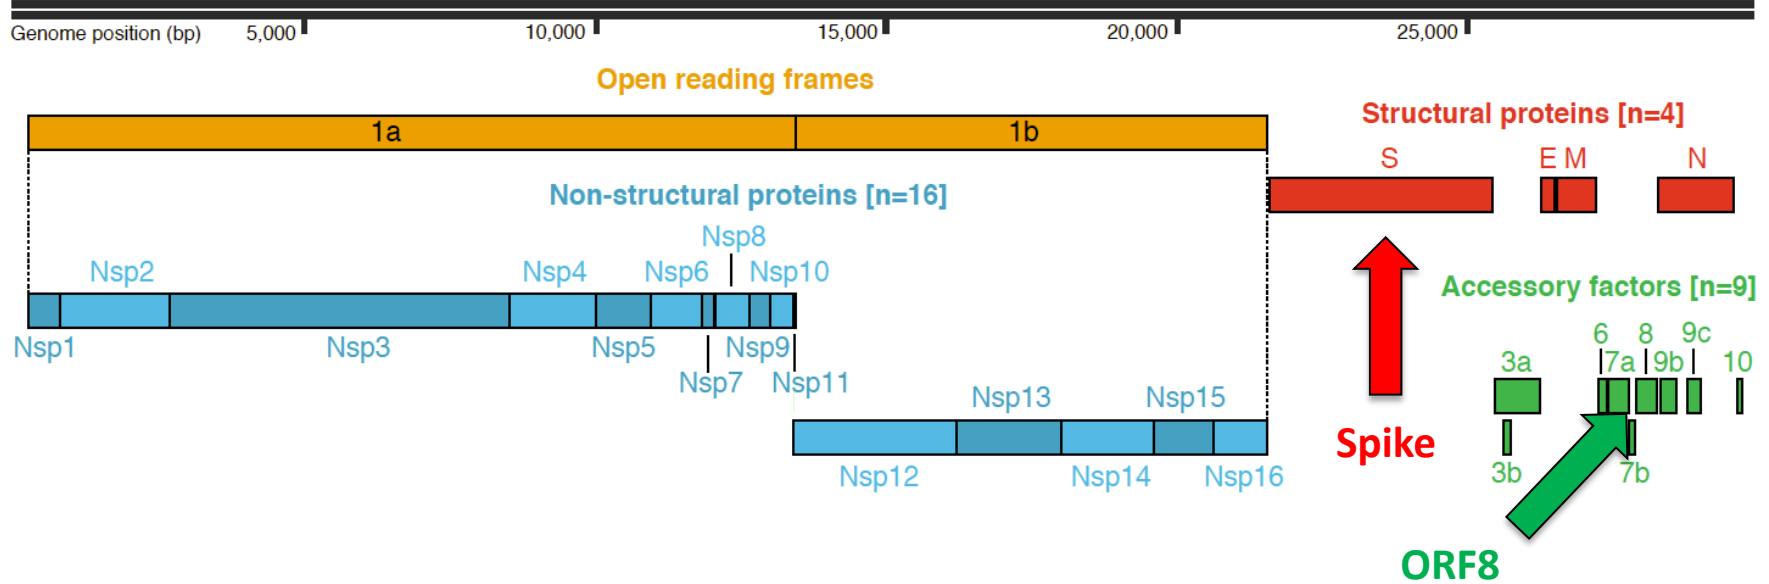 Genome position (bp) 5,000 10,000 15,000 20,000 25,000
Open reading frames
1a 1b
Structural proteins [n=4]
S E M N
Non-structural proteins [n=16]
Nsp8
Nsp2 Nsp4 Nsp6 Nsp10
Nsp1 Nsp3 Nsp5 Nsp9
Nsp7 Nsp11
Nsp13 Nsp15
Nsp12 Nsp14 Nsp16
Accessory factors [n=9]
6 8 9c
3a 7a 9b 10
3b 7b
Spike
ORF8